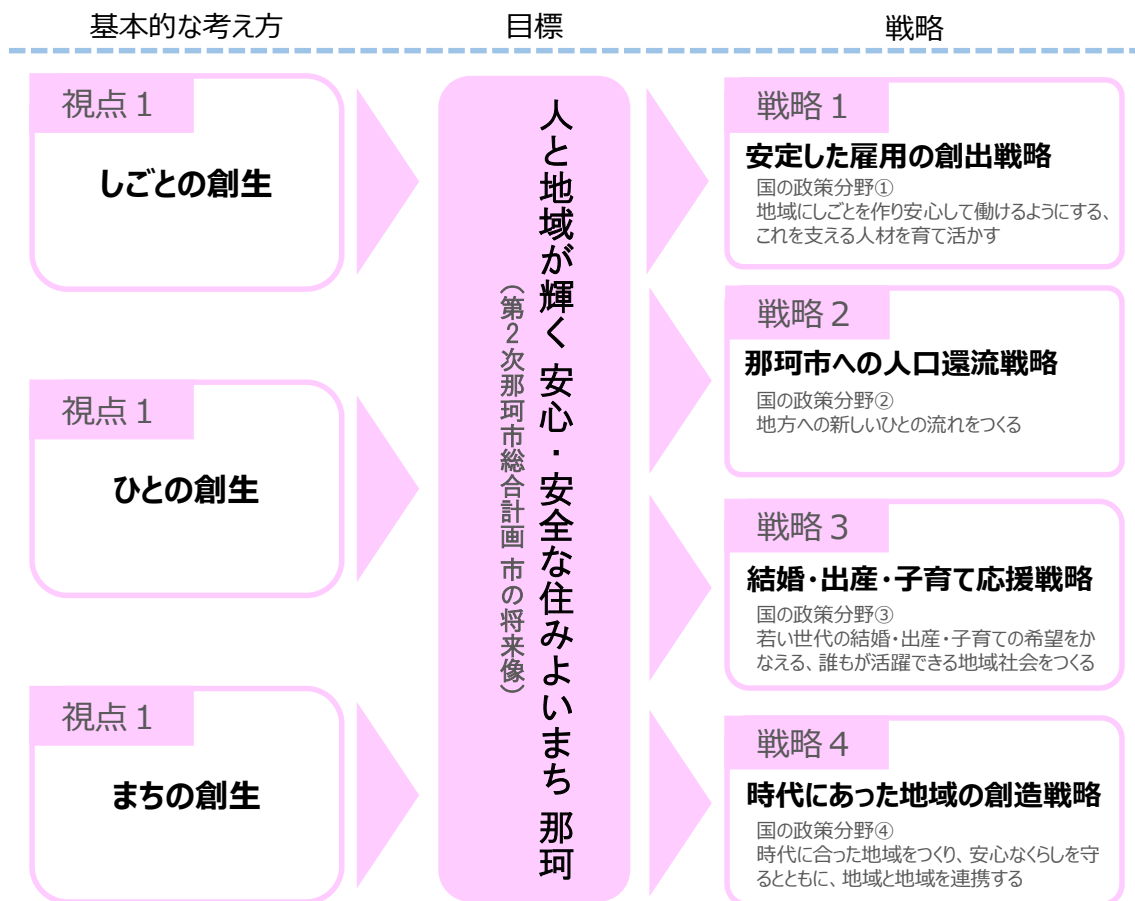 基本的な考え方
目標
戦略
視点1
しごとの創生
視点1
ひとの創生
視点1
まちの創生
人と地域が輝く 安心・安全な住みよいまち 那珂
(第2次那珂市総合計画 市の将来像)
戦略1
安定した雇用の創出戦略
国の政策分野①
地域にしごとを作り安心して働けるようにする、
これを支える人材を育て活かす
戦略2
那珂市への人口還流戦略
国の政策分野②
地方への新しいひとの流れをつくる
戦略3
結婚・出産・子育て応援戦略
国の政策分野③
若い世代の結婚・出産・子育ての希望をか
なえる、誰もが活躍できる地域社会をつくる
戦略4
時代にあった地域の創造戦略
国の政策分野④
時代に合った地域をつくり、安心なくらしを守
るとともに、地域と地域を連携する